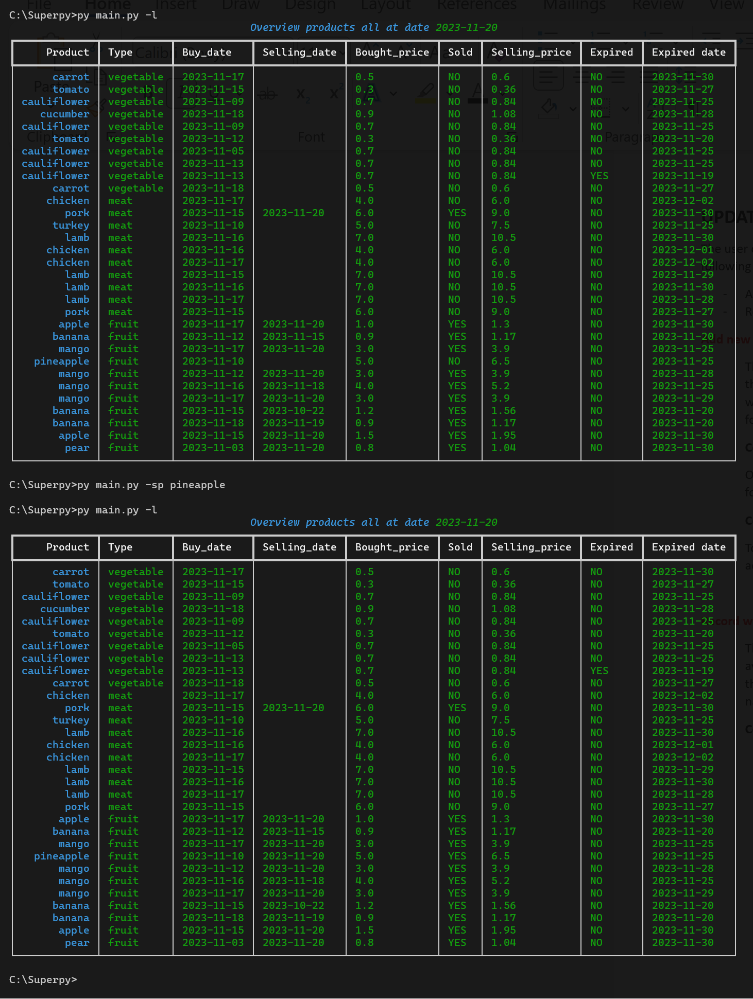 File Home Insert Draw Design Layout References Mailings Review View
C:\Superpy>py main.py -l
Overview products all at date 2023-11-20
Product Type Buy_date Selling_date Bought_price Sold Selling_price Expired Expired date
carrot vegetable 2023-11-17 0.5 NO 0.6 NO 2023-11-30
tomato vegetable 2023-11-15 0.3 NO 0.36 NO 2023-11-27
cauliflower vegetable 2023-11-09 0.7 NO 0.84 NO 2023-11-25
cucumber vegetable 2023-11-18 0.9 NO 1.08 NO 2023-11-28
cauliflower vegetable 2023-11-09 0.7 NO 0.84 NO 2023-11-25
tomato vegetable 2023-11-12 0.3 NO 0.36 NO 2023-11-20
cauliflower vegetable 2023-11-05 0.7 NO 0.84 NO 2023-11-25
cauliflower vegetable 2023-11-13 0.7 NO 0.84 NO 2023-11-25
cauliflower vegetable 2023-11-13 0.7 NO 0.84 YES 2023-11-19
carrot vegetable 2023-11-18 0.5 NO 0.6 NO 2023-11-27
chicken meat 2023-11-17 4.0 NO 6.0 NO 2023-12-02
pork meat 2023-11-15 2023-11-20 6.0 YES 9.0 NO 2023-11-30
turkey meat 2023-11-10 5.0 NO 7.5 NO 2023-11-25
lamb meat 2023-11-16 7.0 NO 10.5 NO 2023-11-30
chicken meat 2023-11-16 4.0 NO 6.0 NO 2023-12-01
chicken meat 2023-11-17 4.0 NO 6.0 NO 2023-12-02
lamb meat 2023-11-15 7.0 NO 10.5 NO 2023-11-29
lamb meat 2023-11-16 7.0 NO 10.5 NO 2023-11-30
lamb meat 2023-11-17 7.0 NO 10.5 NO 2023-11-28
pork meat 2023-11-15 6.0 NO 9.0 NO 2023-11-27
apple fruit 2023-11-17 2023-11-20 1.0 YES 1.3 NO 2023-11-30
banana fruit 2023-11-12 2023-11-15 0.9 YES 1.17 NO 2023-11-20
mango fruit 2023-11-17 2023-11-20 3.0 YES 3.9 NO 2023-11-25
pineapple fruit 2023-11-10 5.0 NO 6.5 NO 2023-11-25
mango fruit 2023-11-12 2023-11-20 3.0 YES 3.9 NO 2023-11-28
mango fruit 2023-11-16 2023-11-18 4.0 YES 5.2 NO 2023-11-25
mango fruit 2023-11-17 2023-11-20 3.0 YES 3.9 NO 2023-11-29
banana fruit 2023-11-15 2023-10-22 1.2 YES 1.56 NO 2023-11-20
banana fruit 2023-11-18 2023-11-19 0.9 YES 1.17 NO 2023-11-20
apple fruit 2023-11-15 2023-11-20 1.5 YES 1.95 NO 2023-11-30
pear fruit 2023-11-03 2023-11-20 0.8 YES 1.04 NO 2023-11-30
C:\Superpy>py main.py -sp pineapple
C:\Superpy>py main.py -l
Overview products all at date 2023-11-20
Product Type Buy_date Selling_date Bought_price Sold Selling_price Expired Expired date
carrot vegetable 2023-11-17 0.5 NO 0.6 NO 2023-11-30
tomato vegetable 2023-11-15 0.3 NO 0.36 NO 2023-11-27
cauliflower vegetable 2023-11-09 0.7 NO 0.84 NO 2023-11-25
cucumber vegetable 2023-11-18 0.9 NO 1.08 NO 2023-11-28
cauliflower vegetable 2023-11-09 0.7 NO 0.84 NO 2023-11-25
tomato vegetable 2023-11-12 0.3 NO 0.36 NO 2023-11-20
cauliflower vegetable 2023-11-05 0.7 NO 0.84 NO 2023-11-25
cauliflower vegetable 2023-11-13 0.7 NO 0.84 NO 2023-11-25
cauliflower vegetable 2023-11-13 0.7 NO 0.84 YES 2023-11-19
carrot vegetable 2023-11-18 0.5 NO 0.6 NO 2023-11-27
chicken meat 2023-11-17 4.0 NO 6.0 NO 2023-12-02
pork meat 2023-11-15 2023-11-20 6.0 YES 9.0 NO 2023-11-30
turkey meat 2023-11-10 5.0 NO 7.5 NO 2023-11-25
lamb meat 2023-11-16 7.0 NO 10.5 NO 2023-11-30
chicken meat 2023-11-16 4.0 NO 6.0 NO 2023-12-01
chicken meat 2023-11-17 4.0 NO 6.0 NO 2023-12-02
lamb meat 2023-11-15 7.0 NO 10.5 NO 2023-11-29
lamb meat 2023-11-16 7.0 NO 10.5 NO 2023-11-30
lamb meat 2023-11-17 7.0 NO 10.5 NO 2023-11-28
pork meat 2023-11-15 6.0 NO 9.0 NO 2023-11-27
apple fruit 2023-11-17 2023-11-20 1.0 YES 1.3 NO 2023-11-30
banana fruit 2023-11-12 2023-11-15 0.9 YES 1.17 NO 2023-11-20
mango fruit 2023-11-17 2023-11-20 3.0 YES 3.9 NO 2023-11-25
pineapple fruit 2023-11-10 2023-11-20 5.0 YES 6.5 NO 2023-11-25
mango fruit 2023-11-12 2023-11-20 3.0 YES 3.9 NO 2023-11-28
mango fruit 2023-11-16 2023-11-18 4.0 YES 5.2 NO 2023-11-25
mango fruit 2023-11-17 2023-11-20 3.0 YES 3.9 NO 2023-11-29
banana fruit 2023-11-15 2023-10-22 1.2 YES 1.56 NO 2023-11-20
banana fruit 2023-11-18 2023-11-19 0.9 YES 1.17 NO 2023-11-20
apple fruit 2023-11-15 2023-11-20 1.5 YES 1.95 NO 2023-11-30
pear fruit 2023-11-03 2023-11-20 0.8 YES 1.04 NO 2023-11-30
C:\Superpy>